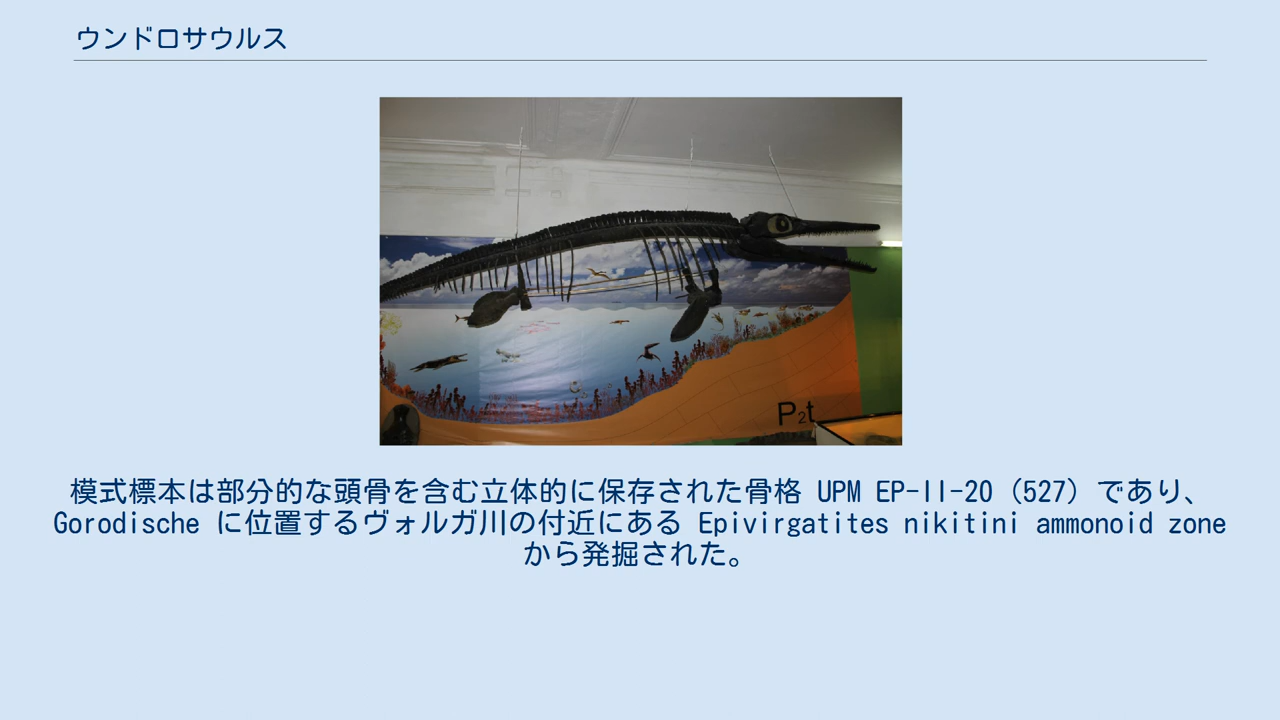 ウンドロサウルス
P2t
模式標本は部分的な頭骨を含む立体的に保存された骨格 UPM EP-II-20 (527) であり、
Gorodische に位置するヴォルガ川の付近にある Epivirgatites nikitini ammonoid zone
から発掘された。